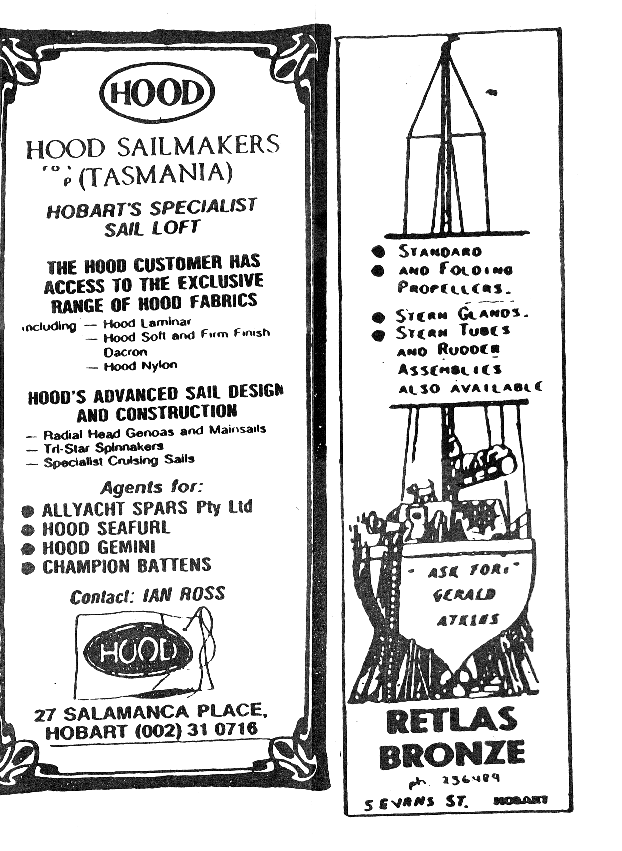 HOOD
HOOD SAILMAKERS
(TASMANIA)
HOBART'S SPECIALIST
SAIL LOFT
THE HOOD CUSTOMER HAS
ACCESS TO THE EXCLUSIVE
RANGE OF HOOD FABRICS
including — Hood Laminar
— Hood Soft and Firm Finish
Dacron
— Hood Nylon
HOOD'S ADVANCED SAIL DESIGN
AND CONSTRUCTION
— Radial Head Genoas and Mainsails
— Tri-Star Spinnakers
— Specialist Cruising Sails
Agents for:
● ALLYACHT SPARS Pty Ltd
● HOOD SEAFURL
● HOOD GEMINI
● CHAMPION BATTENS
Contact: IAN ROSS
HOOD
27 SALAMANCA PLACE,
HOBART (002) 31 0716
● STANDARD
● AND FOLDING
PROPELLERS.
● STERN GLANDS.
● STERN TUBES
AND RUDDER
ASSEMBLIES
ALSO AVAILABLE
"ASK FOR:"
GERALD
ATKINS
RETLAS
BRONZE
ph. 236489
5 EVANS ST. HOBART